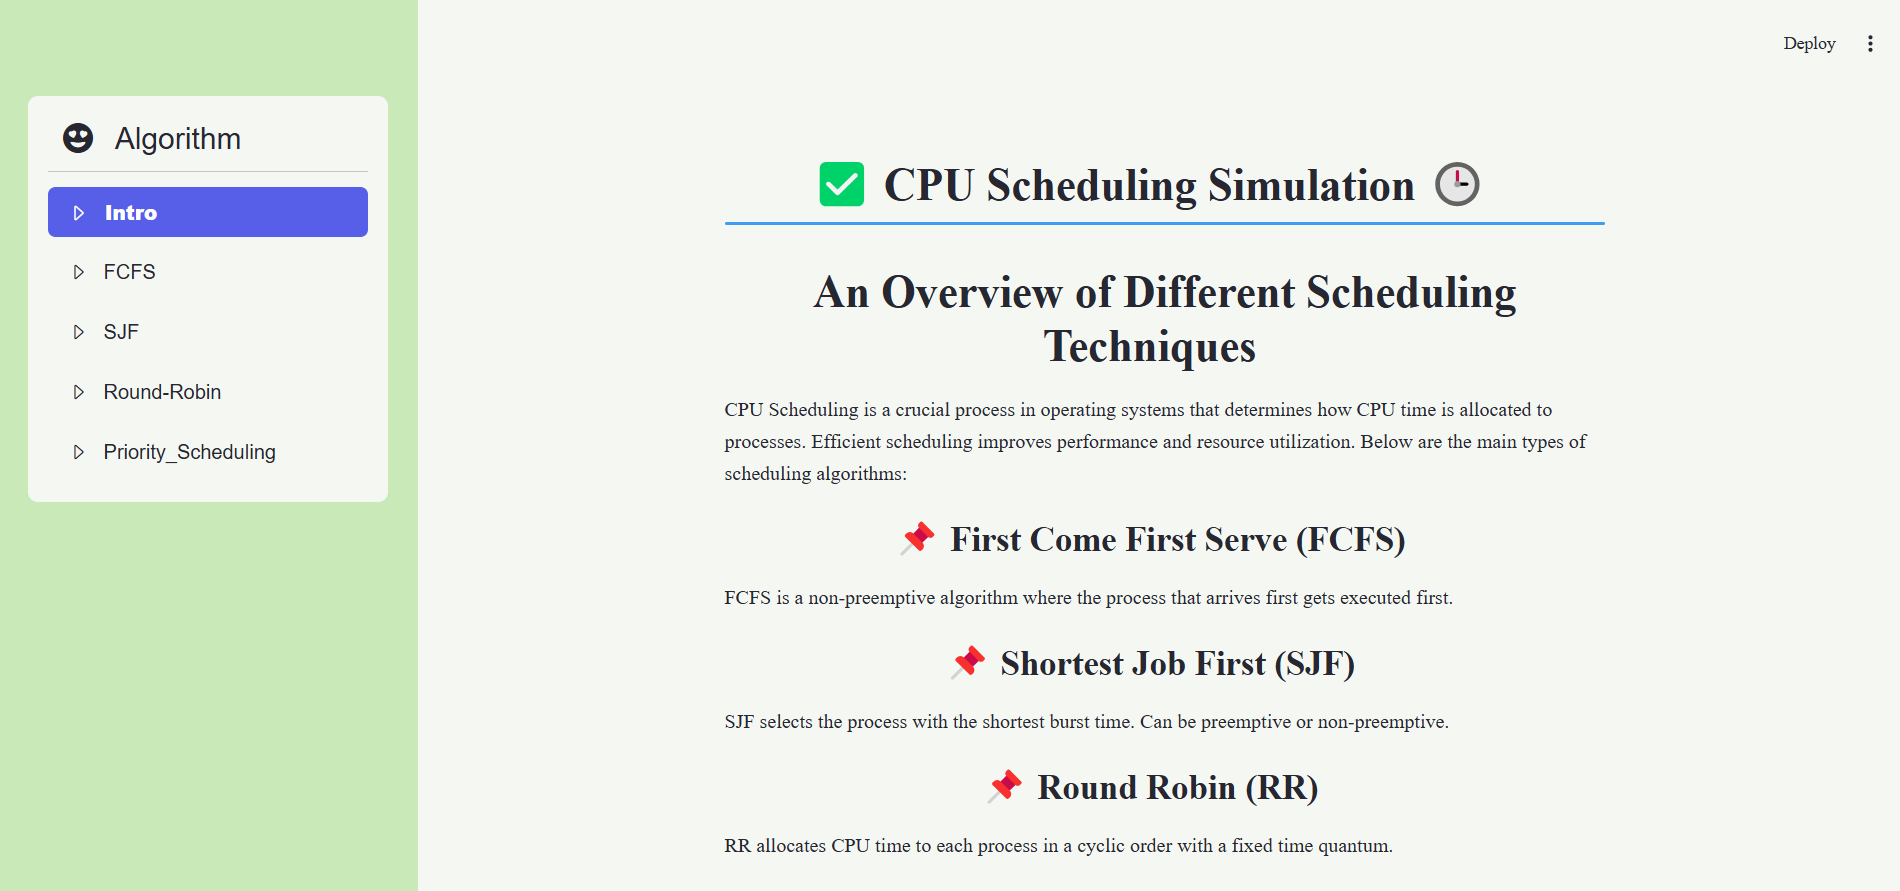 Deploy
Algorithm
Intro
FCFS
SJF
Round-Robin
Priority_Scheduling
CPU Scheduling Simulation
An Overview of Different Scheduling
Techniques
CPU Scheduling is a crucial process in operating systems that determines how CPU time is allocated to
processes. Efficient scheduling improves performance and resource utilization. Below are the main types of
scheduling algorithms:
First Come First Serve (FCFS)
FCFS is a non-preemptive algorithm where the process that arrives first gets executed first.
Shortest Job First (SJF)
SJF selects the process with the shortest burst time. Can be preemptive or non-preemptive.
Round Robin (RR)
RR allocates CPU time to each process in a cyclic order with a fixed time quantum.